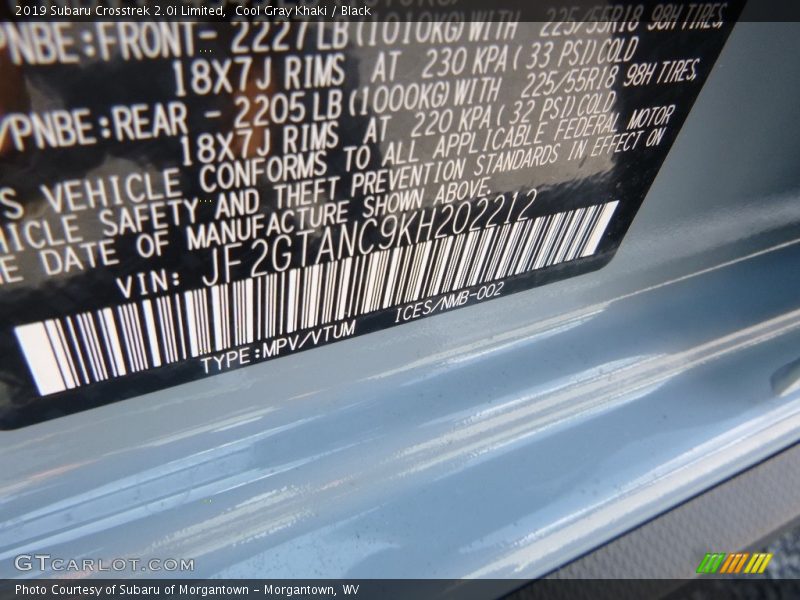 2019 Subaru Crosstrek 2.0i Limited, Cool Gray Khaki / Black
PNBE:FRONT- 2227 LB (1010KG) WITH 225/55R18 98H TIRES,
18X7J RIMS AT 230 KPA (33 PSI) COLD
/PNBE:REAR - 2205 LB (1000KG) WITH 225/55R18 98H TIRES,
18X7J RIMS AT 220 KPA (32 PSI) COLD
S VEHICLE CONFORMS TO ALL APPLICABLE FEDERAL MOTOR
HICLE SAFETY AND THEFT PREVENTION STANDARDS IN EFFECT ON
E DATE OF MANUFACTURE SHOWN ABOVE.
VIN: JF2GTANC9KH202212
TYPE:MPV/VTUM ICES/NMB-002
GTCARLOT.COM
Photo Courtesy of Subaru of Morgantown - Morgantown, WV